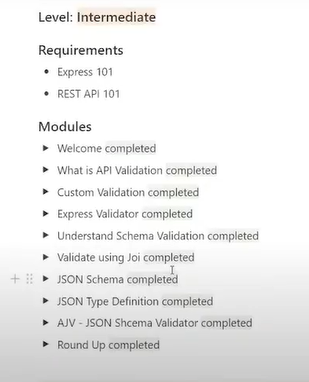 Level: Intermediate
Requirements
Express 101
REST API 101
Modules
Welcome completed
What is API Validation completed
Custom Validation completed
Express Validator completed
Understand Schema Validation completed
Validate using Joi completed
JSON Schema completed
JSON Type Definition completed
AJV - JSON Shcema Validator completed
Round Up completed